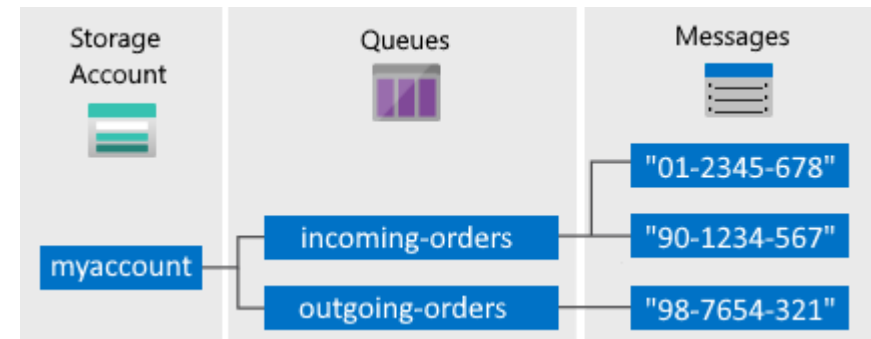 Storage
Account
Queues
Messages
myaccount
incoming-orders
outgoing-orders
"01-2345-678"
"90-1234-567"
"98-7654-321"